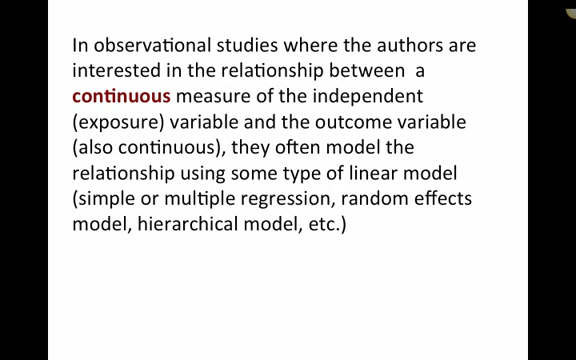 In observational studies where the authors are
interested in the relationship between  a
continuous measure of the independent
(exposure) variable and the outcome variable
(also continuous), they often model the
relationship using some type of linear model
(simple or multiple regression, random effects
model, hierarchical model, etc.)